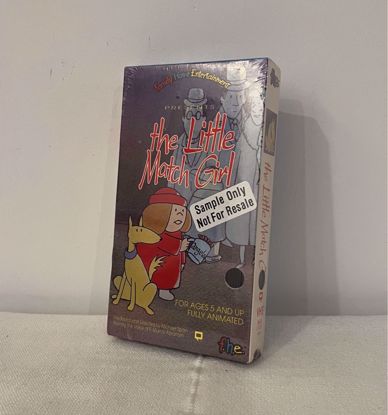 Family Home Entertainment
PRESENTS
the Little
Match Girl
Sample Only
Not For Resale
FOR AGES 5 AND UP
FULLY ANIMATED
f.h.e.
the Little Match Girl